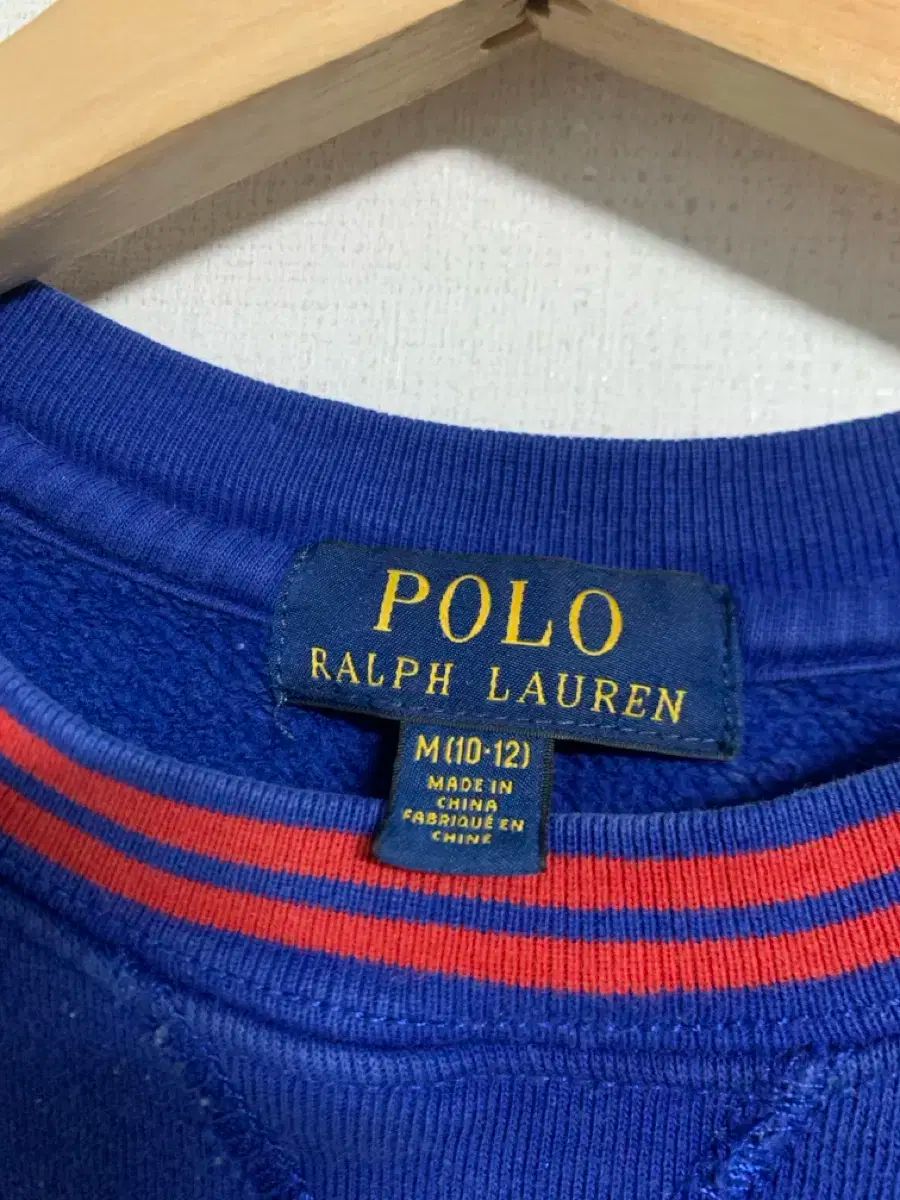 POLO
RALPH LAUREN
M(10-12)
MADE IN
CHINA
FABRIQUÉ EN
CHINE